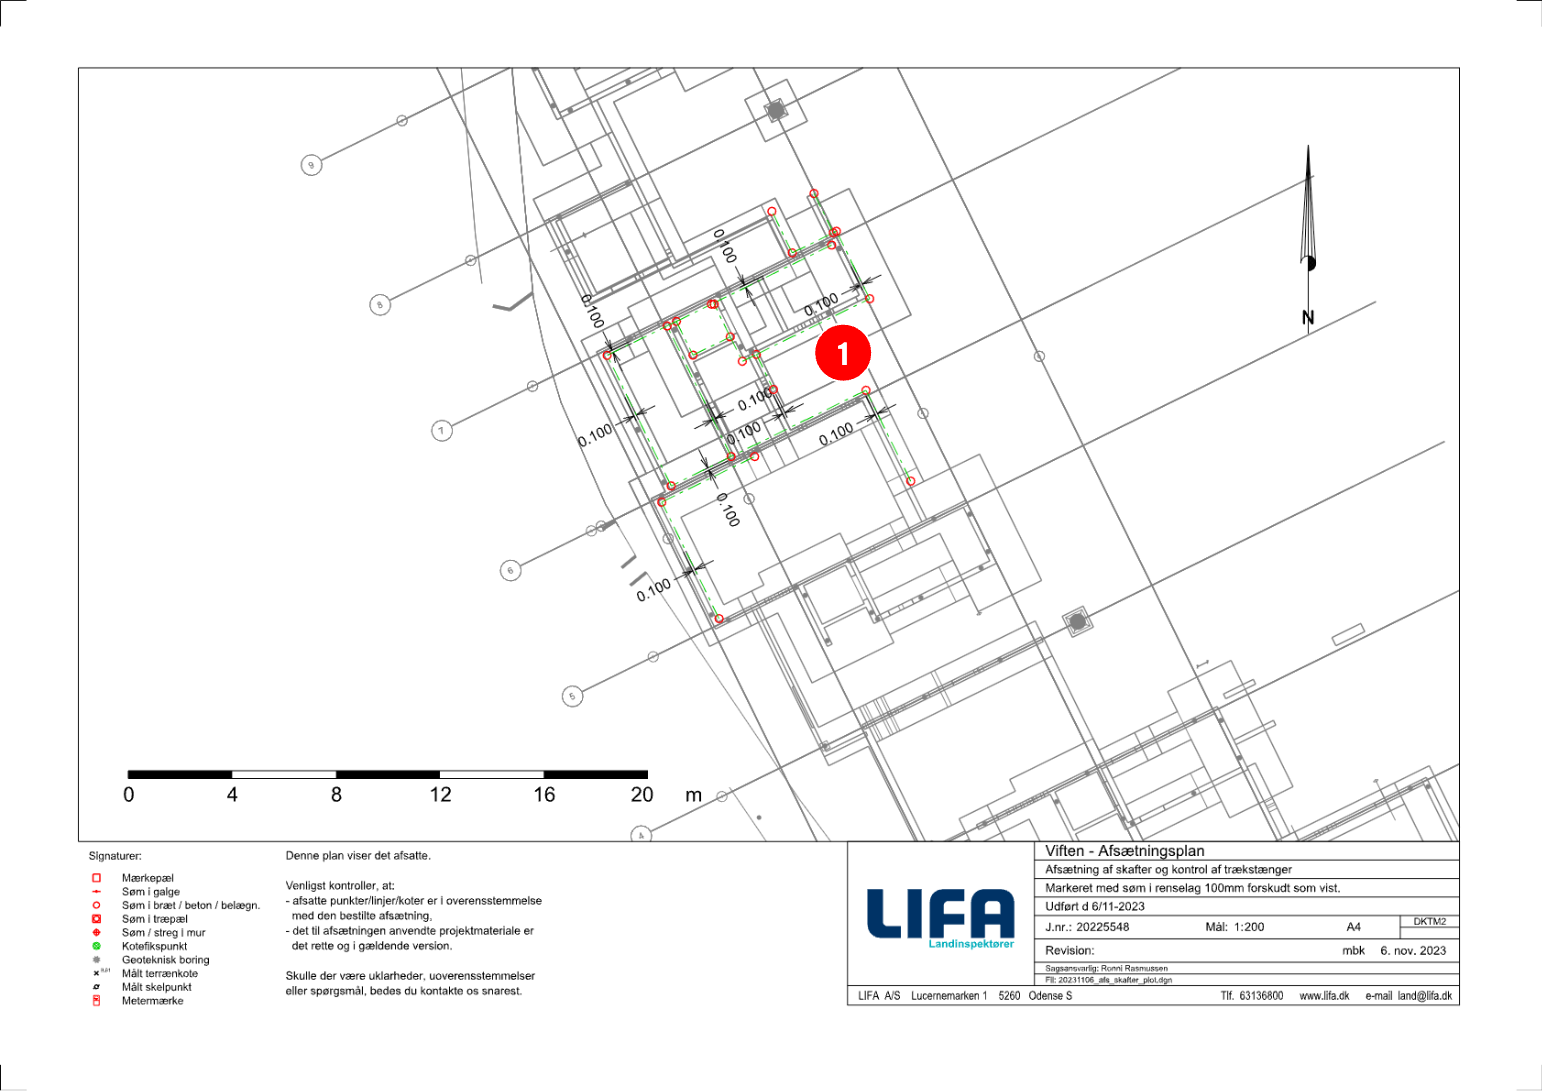 9
8
7
6
5
4
0.100
0.100
0.100
0.100
0.100
0.100
0.100
0.100
0.100
1
N
0 4 8 12 16 20 m
Signaturer:
Mærkepæl
Søm i galge
Søm i bræt / beton / belægn.
Søm i træpæl
Søm / streg i mur
Kotefikspunkt
Geoteknisk boring
Målt terrænkote
Målt skelpunkt
Metermærke
Denne plan viser det afsatte.
Venligst kontroller, at:
- afsatte punkter/linjer/koter er i overensstemmelse
med den bestilte afsætning,
- det til afsætningen anvendte projektmateriale er
det rette og i gældende version.
Skulle der være uklarheder, uoverensstemmelser
eller spørgsmål, bedes du kontakte os snarest.
LIFA
Landinspektører
Viften - Afsætningsplan
Afsætning af skafter og kontrol af trækstænger
Markeret med søm i renselag 100mm forskudt som vist.
Udført d 6/11-2023
J.nr.: 20225548 Mål: 1:200 A4 DKTM2
Revision: mbk 6. nov. 2023
Sagsansvarlig: Ronni Rasmussen
Fil: 20231106_afs_skafter_plot.dgn
LIFA A/S Lucernemarken 1 5260 Odense S Tlf. 63136800 www.lifa.dk e-mail land@lifa.dk